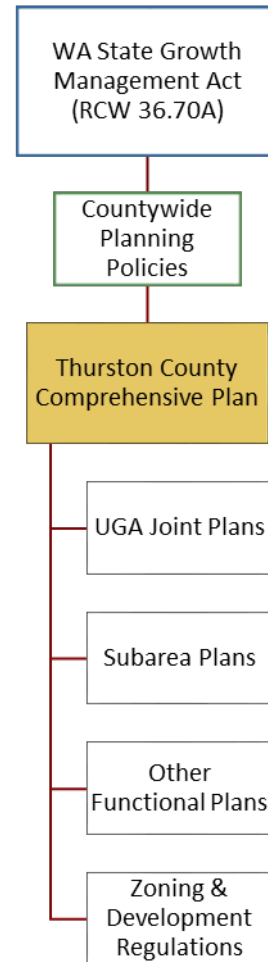 WA State Growth
Management Act
(RCW 36.70A)
Countywide
Planning
Policies
Thurston County
Comprehensive Plan
UGA Joint Plans
Subarea Plans
Other
Functional Plans
Zoning &
Development
Regulations